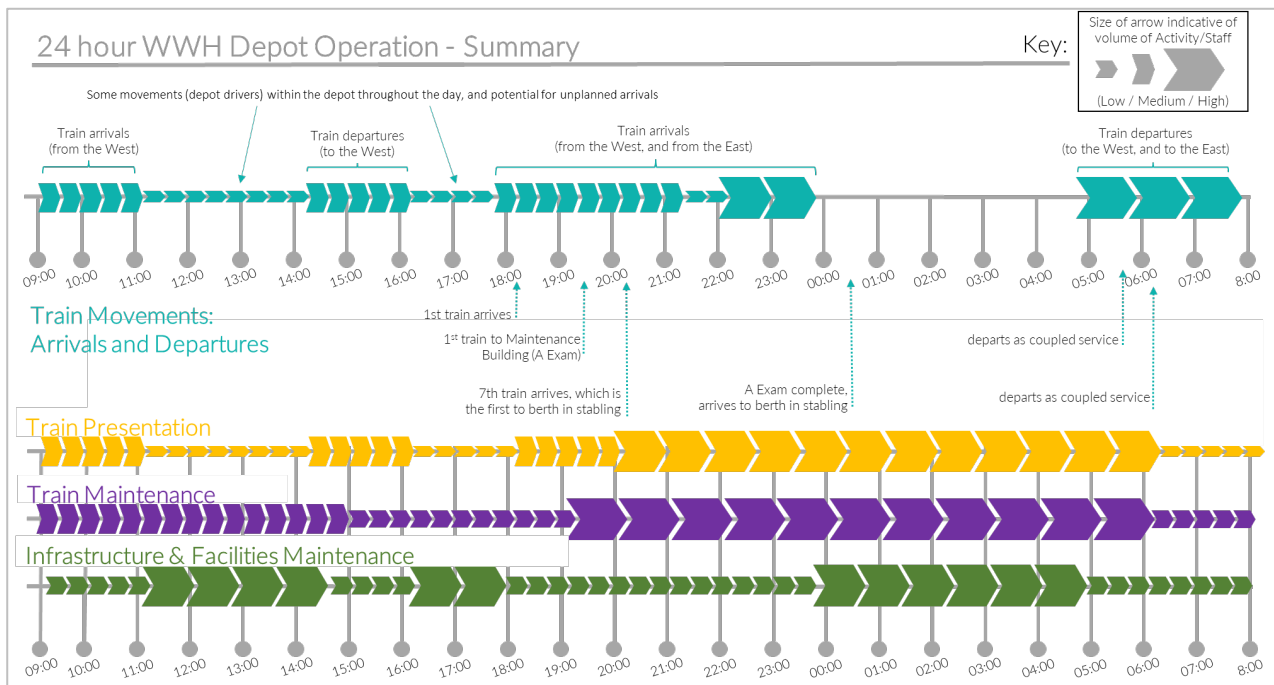 24 hour WWH Depot Operation - Summary
Key:
Size of arrow indicative of
volume of Activity/Staff
(Low / Medium / High)
Some movements (depot drivers) within the depot throughout the day, and potential for unplanned arrivals
Train arrivals
(from the West)
Train departures
(to the West)
Train arrivals
(from the West, and from the East)
Train departures
(to the West, and to the East)
09:00 10:00 11:00 12:00 13:00 14:00 15:00 16:00 17:00 18:00 19:00 20:00 21:00 22:00 23:00 00:00 01:00 02:00 03:00 04:00 05:00 06:00 07:00 8:00
Train Movements:
Arrivals and Departures
1st train arrives
1st train to Maintenance
Building (A Exam)
7th train arrives, which is
the first to berth in stabling
A Exam complete,
arrives to berth in stabling
departs as coupled service
departs as coupled service
Train Presentation
Train Maintenance
Infrastructure & Facilities Maintenance
09:00 10:00 11:00 12:00 13:00 14:00 15:00 16:00 17:00 18:00 19:00 20:00 21:00 22:00 23:00 00:00 01:00 02:00 03:00 04:00 05:00 06:00 07:00 8:00